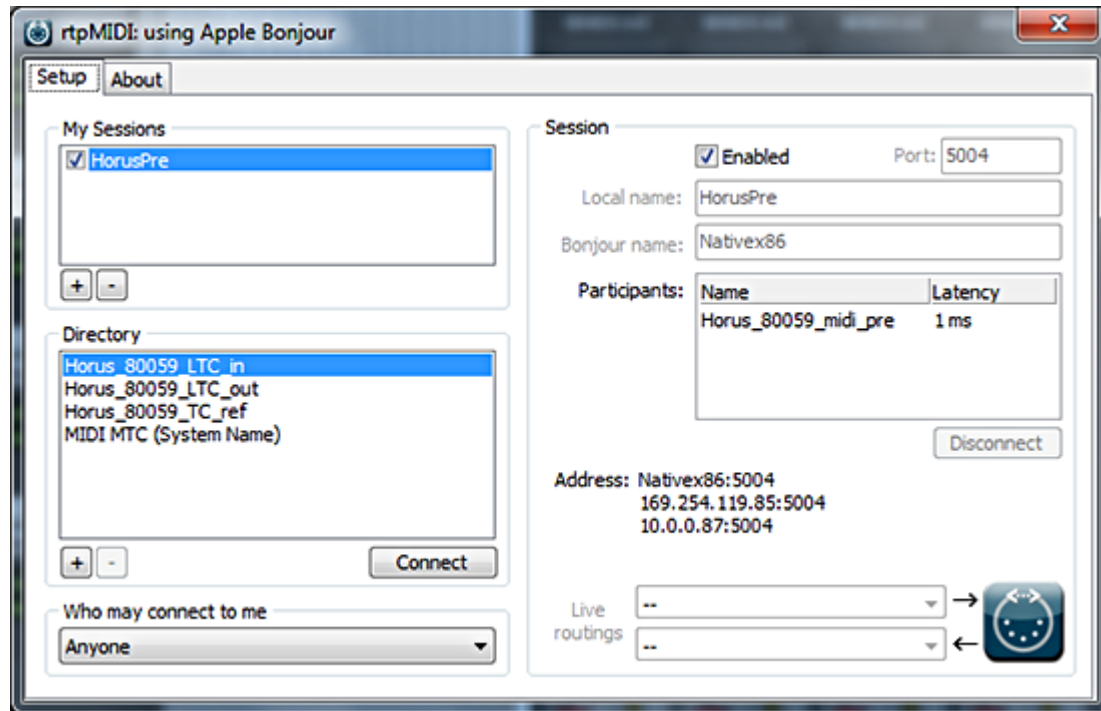 rtpMIDI: using Apple Bonjour
Setup
About
My Sessions
HorusPre
+ -
Directory
Horus_80059_LTC_in
Horus_80059_LTC_out
Horus_80059_TC_ref
MIDI MTC (System Name)
+ -
Connect
Who may connect to me
Anyone
Session
Enabled
Port: 5004
Local name: HorusPre
Bonjour name: Nativex86
Participants:
Name Latency
Horus_80059_midi_pre 1 ms
Disconnect
Address: Nativex86:5004
169.254.119.85:5004
10.0.0.87:5004
Live
routings
--
--